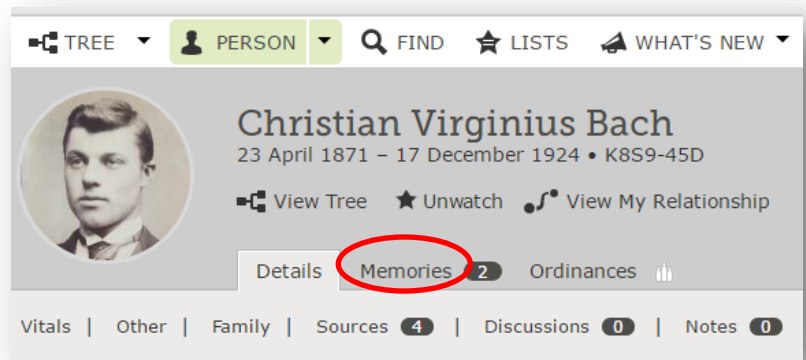 TREE PERSON FIND LISTS WHAT'S NEW
Christian Virginius Bach
23 April 1871 – 17 December 1924 • K8S9-45D
View Tree Unwatch View My Relationship
Details Memories 2 Ordinances
Vitals | Other | Family | Sources 4 | Discussions 0 | Notes 0